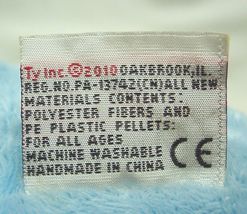 Ty Inc. ©2010 OAKBROOK, IL.
REG.NO.PA-13742(CN) ALL NEW
MATERIALS CONTENTS:
POLYESTER FIBERS AND
PE PLASTIC PELLETS:
FOR ALL AGES
MACHINE WASHABLE
HANDMADE IN CHINA
CE